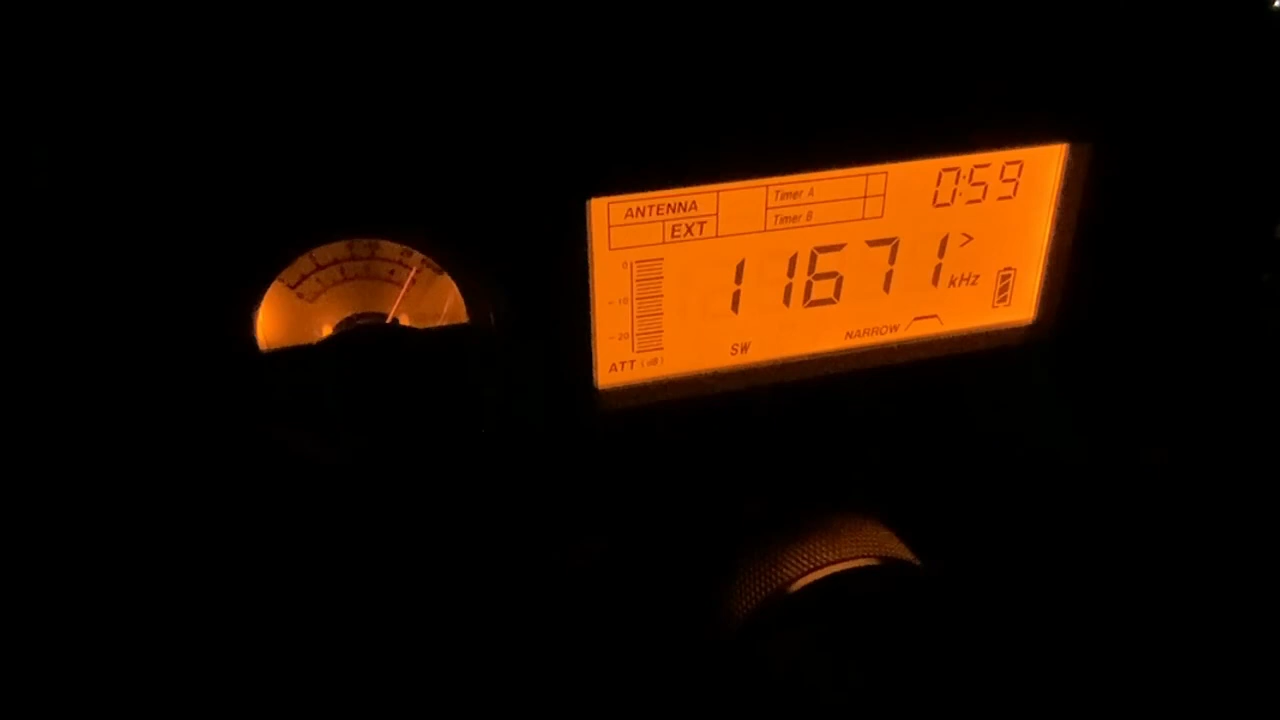 ANTENNA
EXT
Timer A
Timer B
0:59
0
-10
-20
ATT (dB)
11671 kHz
SW
NARROW